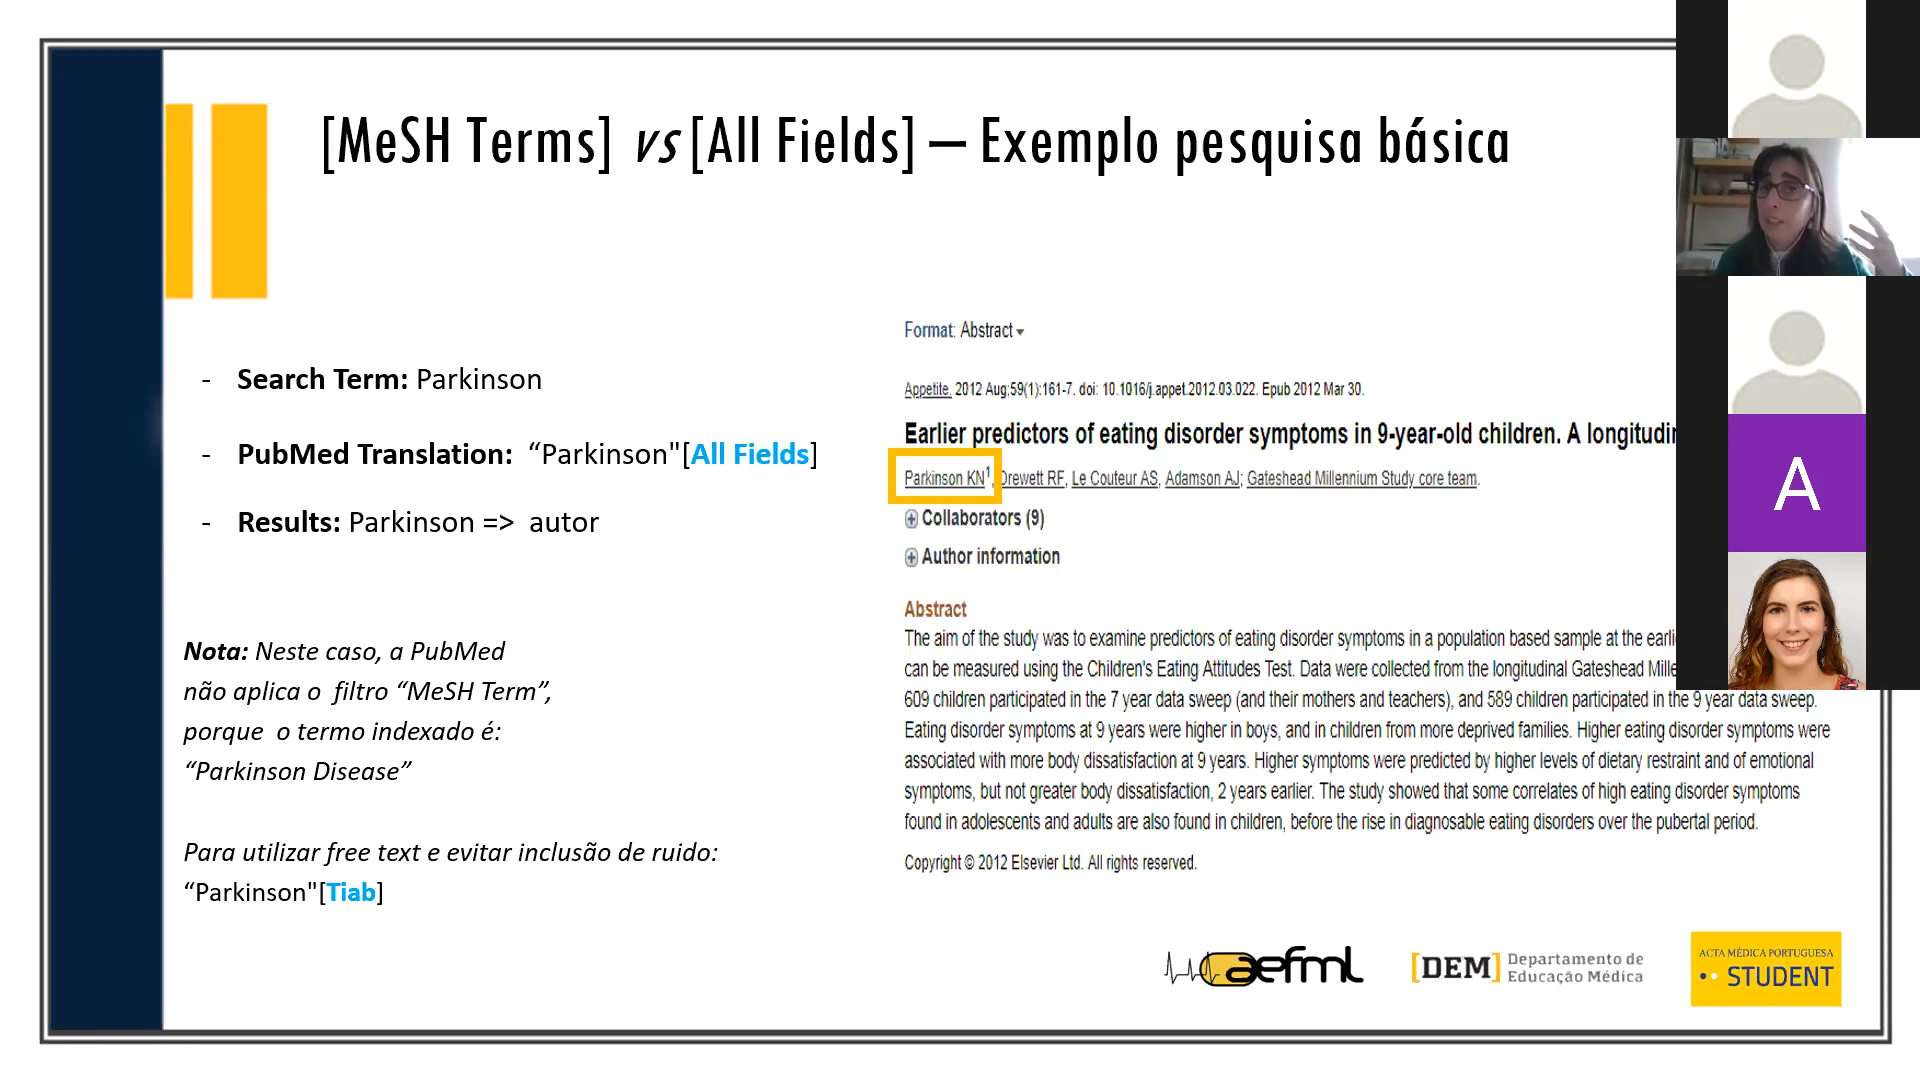 [MeSH Terms] vs [All Fields] – Exemplo pesquisa básica
- Search Term: Parkinson
- PubMed Translation: “Parkinson"[All Fields]
- Results: Parkinson => autor
Nota: Neste caso, a PubMed
não aplica o filtro “MeSH Term”,
porque o termo indexado é:
“Parkinson Disease”
Para utilizar free text e evitar inclusão de ruido:
“Parkinson"[Tiab]
Format: Abstract
Appetite. 2012 Aug;59(1):161-7. doi: 10.1016/j.appet.2012.03.022. Epub 2012 Mar 30.
Earlier predictors of eating disorder symptoms in 9-year-old children. A
Parkinson KN1, Drewett RF, Le Couteur AS, Adamson AJ; Gateshead Millennium Study core team.
Collaborators (9)
Author information
Abstract
The aim of the study was to examine predictors of eating disorder symptoms in a population based sample at the
can be measured using the Children's Eating Attitudes Test. Data were collected from the longitudinal Gateshead
609 children participated in the 7 year data sweep (and their mothers and teachers), and 589 children participated in the 9 year data sweep.
Eating disorder symptoms at 9 years were higher in boys, and in children from more deprived families. Higher eating disorder symptoms were
associated with more body dissatisfaction at 9 years. Higher symptoms were predicted by higher levels of dietary restraint and of emotional
symptoms, but not greater body dissatisfaction, 2 years earlier. The study showed that some correlates of high eating disorder symptoms
found in adolescents and adults are also found in children, before the rise in diagnosable eating disorders over the pubertal period.
Copyright © 2012 Elsevier Ltd. All rights reserved.
A
aefml
[DEM] Departamento de
Educação Médica
ACTA MÉDICA PORTUGUESA
STUDENT